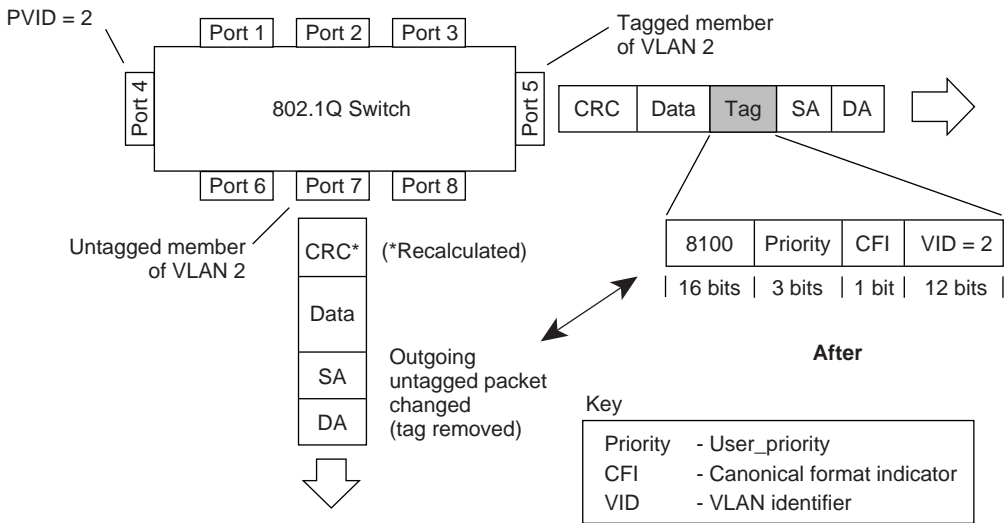 PVID = 2
Port 1
Port 2
Port 3
Tagged member
of VLAN 2
Port 4
802.1Q Switch
Port 5
CRC
Data
Tag
SA
DA
Port 6
Port 7
Port 8
Untagged member
of VLAN 2
CRC*
(*Recalculated)
8100
Priority
CFI
VID = 2
16 bits
3 bits
1 bit
12 bits
Data
SA
DA
Outgoing
untagged packet
changed
(tag removed)
After
Key
Priority - User_priority
CFI - Canonical format indicator
VID - VLAN identifier